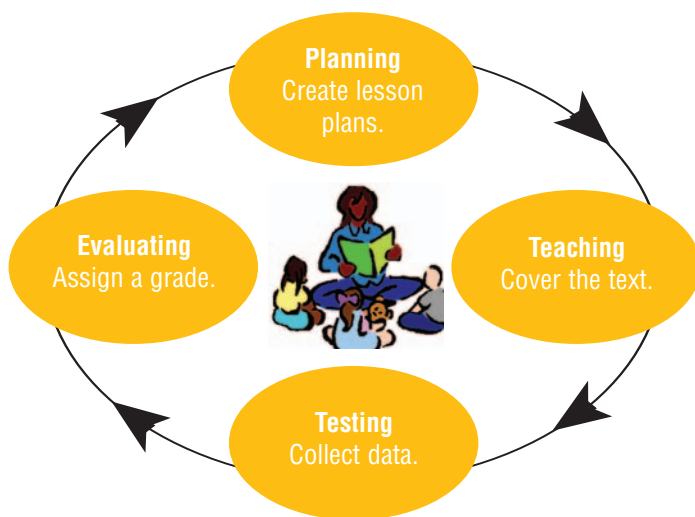 Planning
Create lesson
plans.
Teaching
Cover the text.
Testing
Collect data.
Evaluating
Assign a grade.